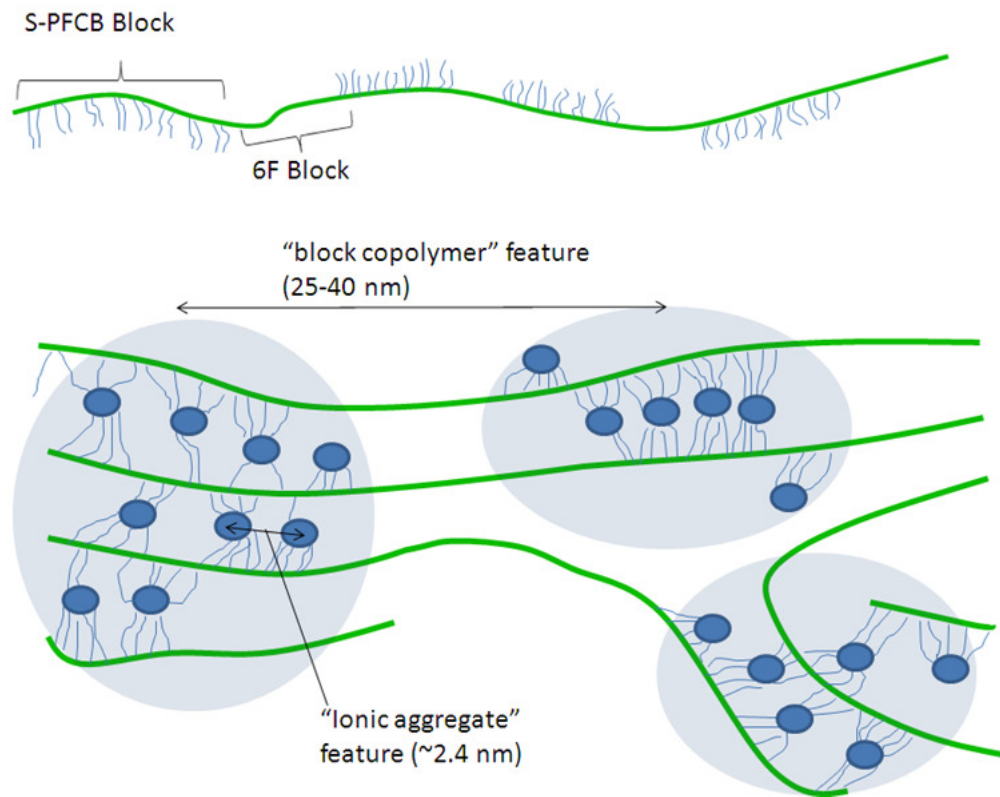 S-PFCB Block
6F Block
“block copolymer” feature
(25-40 nm)
“Ionic aggregate”
feature (~2.4 nm)